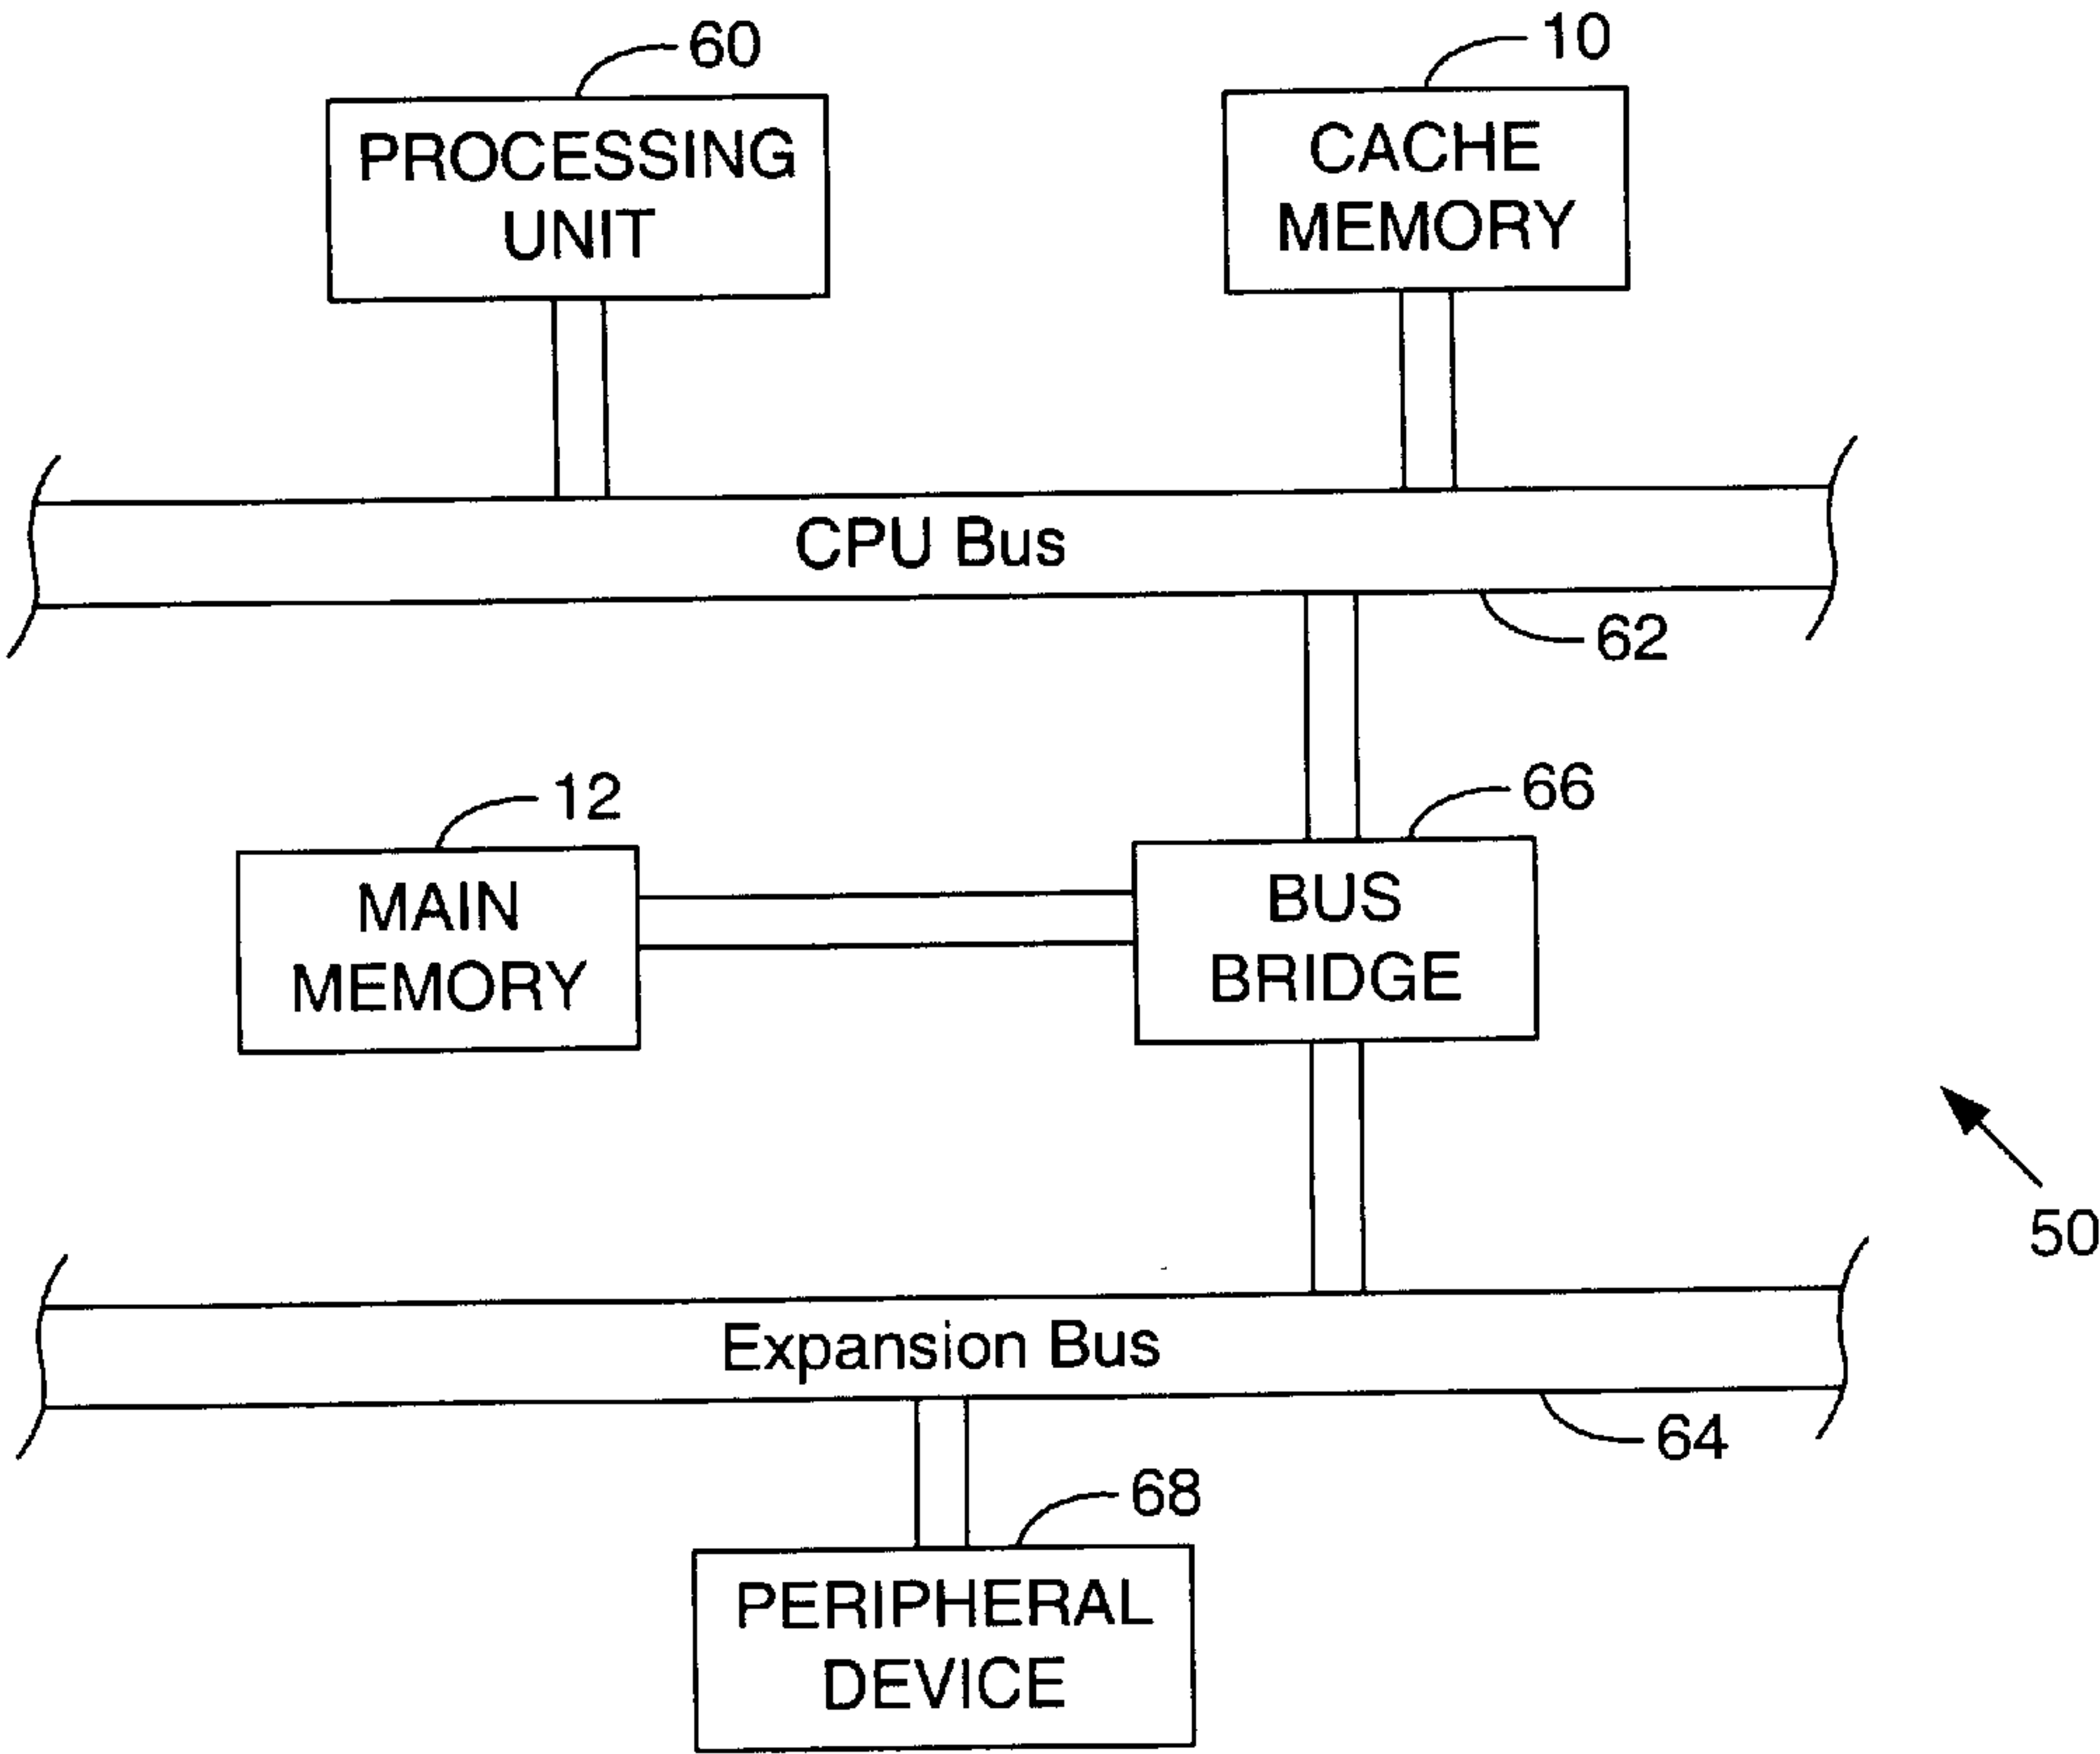 60
10
PROCESSING
UNIT
CACHE
MEMORY
CPU Bus
62
12
66
MAIN
MEMORY
BUS
BRIDGE
50
Expansion Bus
64
68
PERIPHERAL
DEVICE